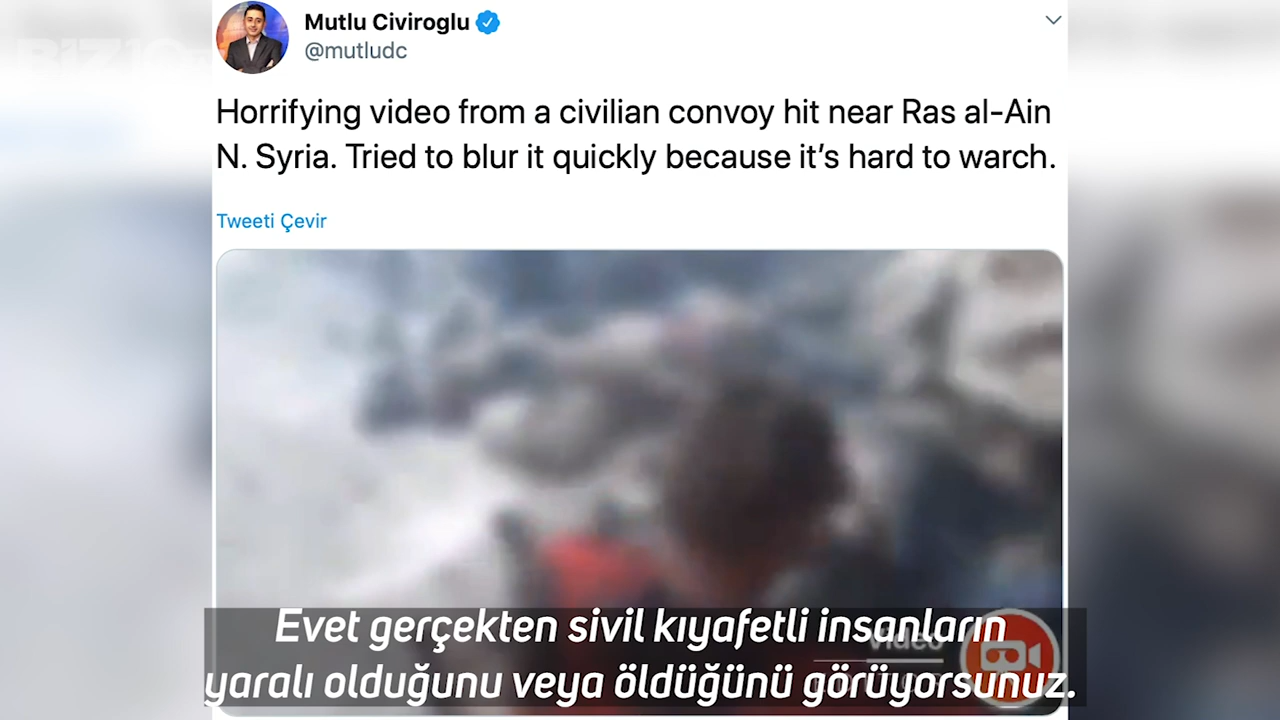 Mutlu Civiroglu
@mutludc
Horrifying video from a civilian convoy hit near Ras al-Ain
N. Syria. Tried to blur it quickly because it's hard to warch.
Tweeti Çevir
Video
Evet gerçekten sivil kıyafetli insanların
yaralı olduğunu veya öldüğünü görüyorsunuz.